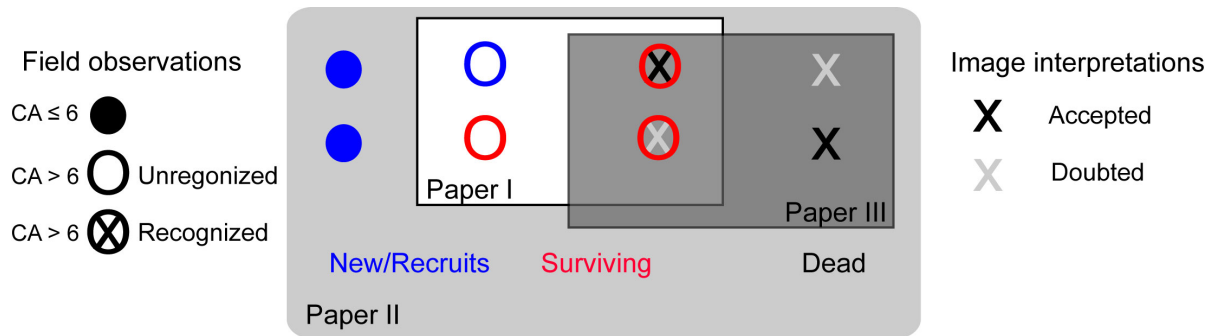 Field observations
CA ≤ 6
CA > 6 Unregonized
CA > 6 Recognized
Paper I
Paper III
New/Recruits Surviving Dead
Paper II
Image interpretations
X Accepted
X Doubted